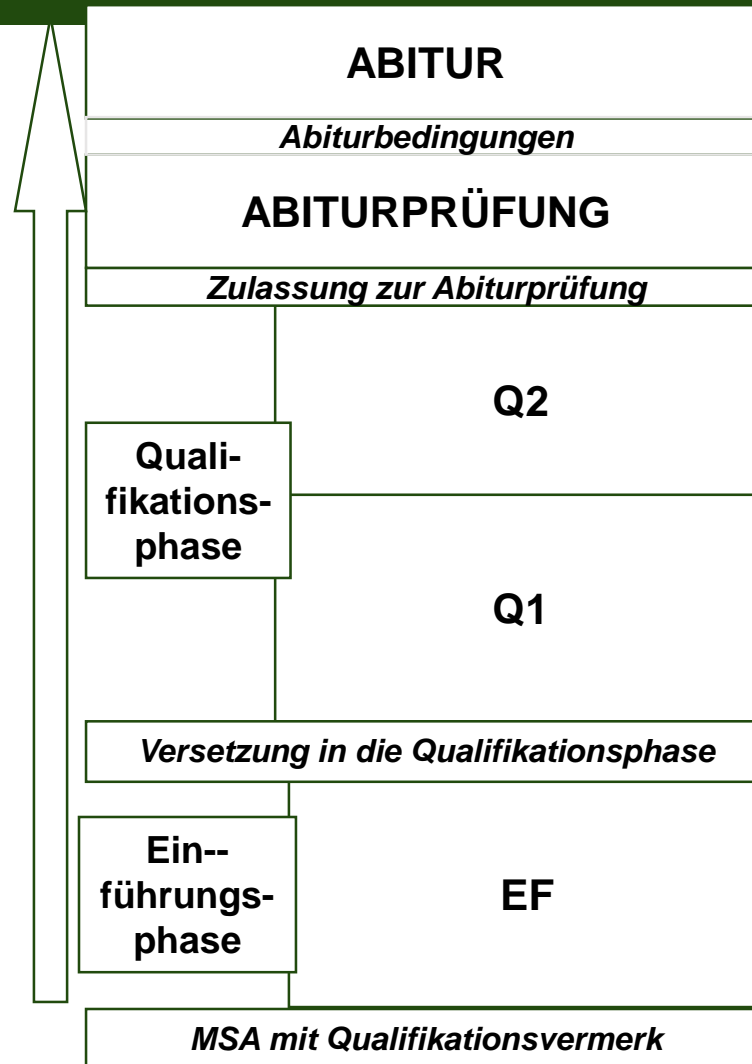 ABITUR
Abiturbedingungen
ABITURPRÜFUNG
Zulassung zur Abiturprüfung
Q2
Quali-
fikations-
phase
Q1
Versetzung in die Qualifikationsphase
Ein--
führungs-
phase
EF
MSA mit Qualifikationsvermerk